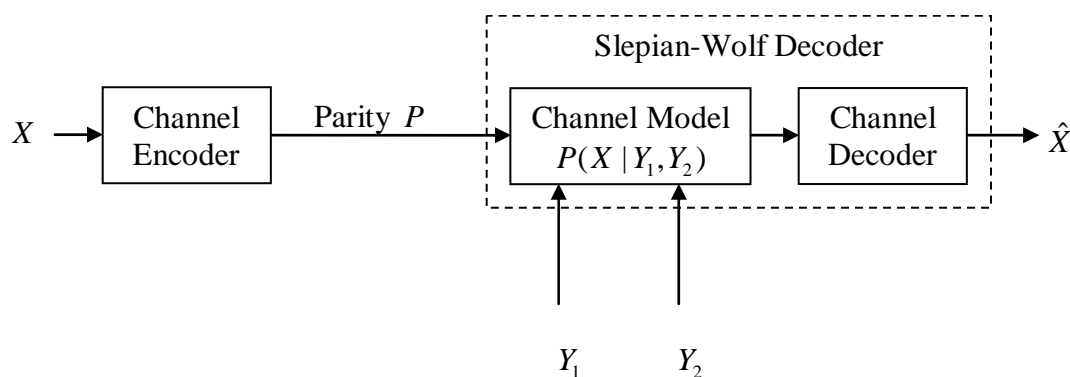 Slepian-Wolf Decoder
X
Channel
Encoder
Parity P
Channel Model
P(X | Y₁, Y₂)
Channel
Decoder
X̂
Y₁
Y₂